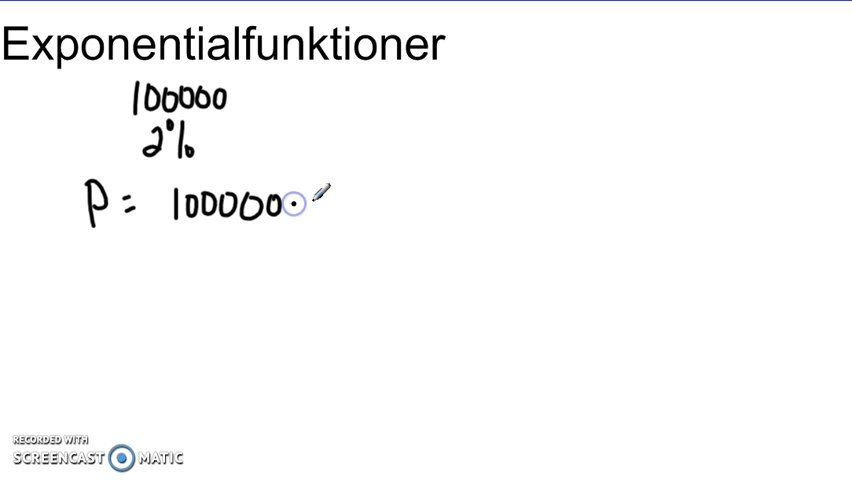 Exponentialfunktioner
100000
2%
P = 100000 ·
RECORDED WITH
SCREENCAST MATIC